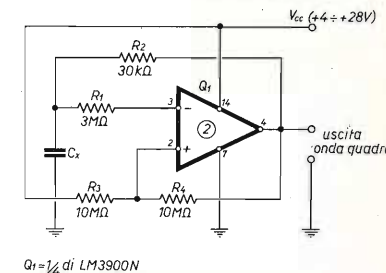 Vcc (+4÷+28V)
R2
30kΩ
Q1
R1
3MΩ
3
−
14
2
4
uscita
onda quadra
Cx
2
+
7
R3
10MΩ
R4
10MΩ
Q1=¼ di LM3900N